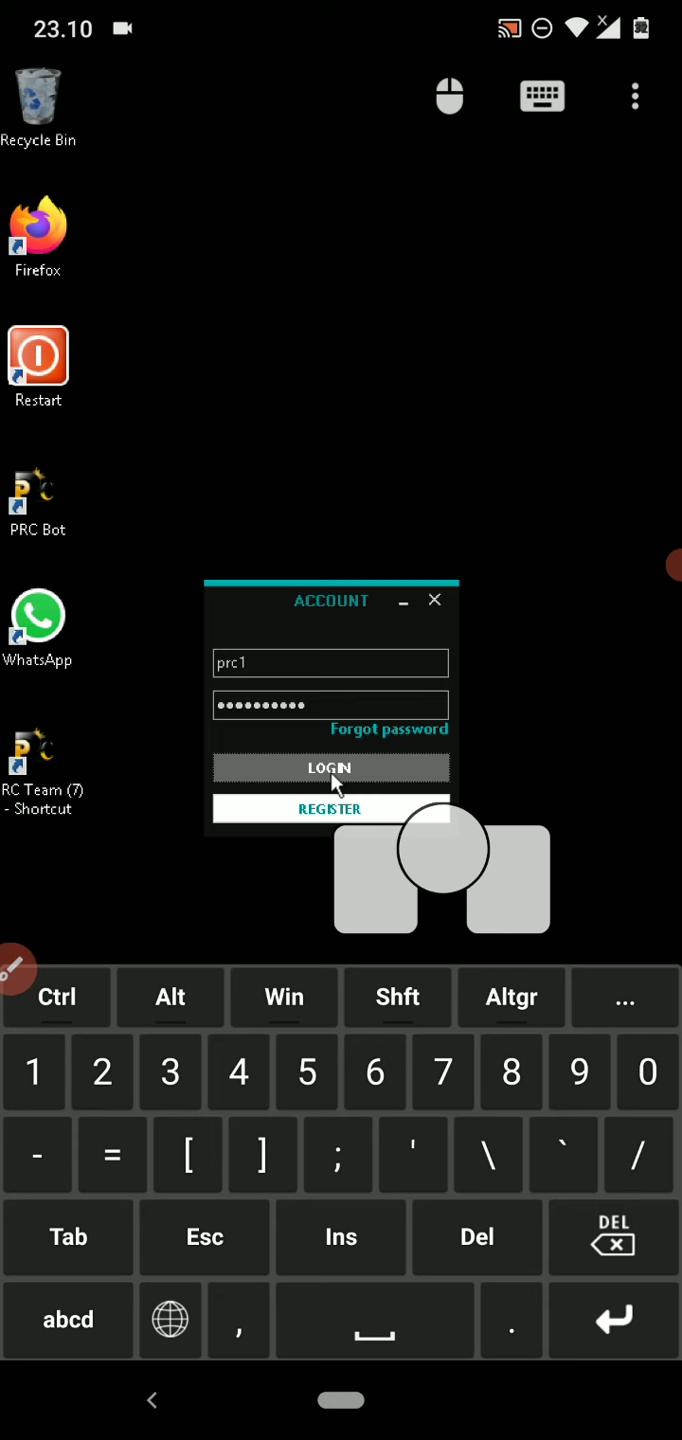 23.10
Recycle Bin
Firefox
Restart
PRC Bot
WhatsApp
RC Team (7)
- Shortcut
ACCOUNT
prc1
••••••••••
Forgot password
LOGIN
REGISTER
Ctrl Alt Win Shft Altgr ...
1 2 3 4 5 6 7 8 9 0
- = [ ] ; ' \ ` /
Tab Esc Ins Del DEL
abcd , .